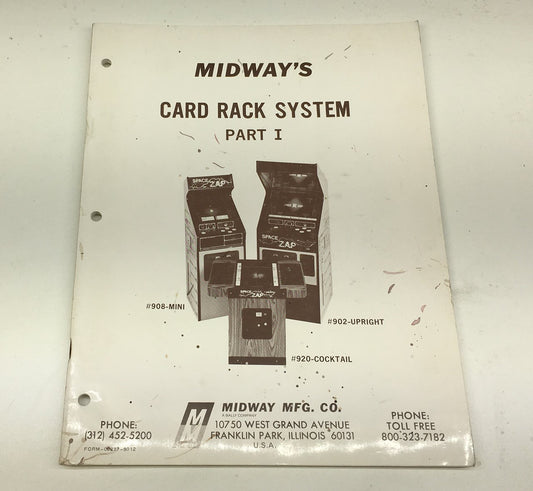 MIDWAY'S
CARD RACK SYSTEM
PART I
SPACE
ZAP
SPACE
ZAP
SPACE
ZAP
#908-MINI
#902-UPRIGHT
#920-COCKTAIL
M
MIDWAY MFG. CO.
A BALLY COMPANY
10750 WEST GRAND AVENUE
FRANKLIN PARK, ILLINOIS 60131
U.S.A.
PHONE:
(312) 452-5200
PHONE:
TOLL FREE
800-323-7182